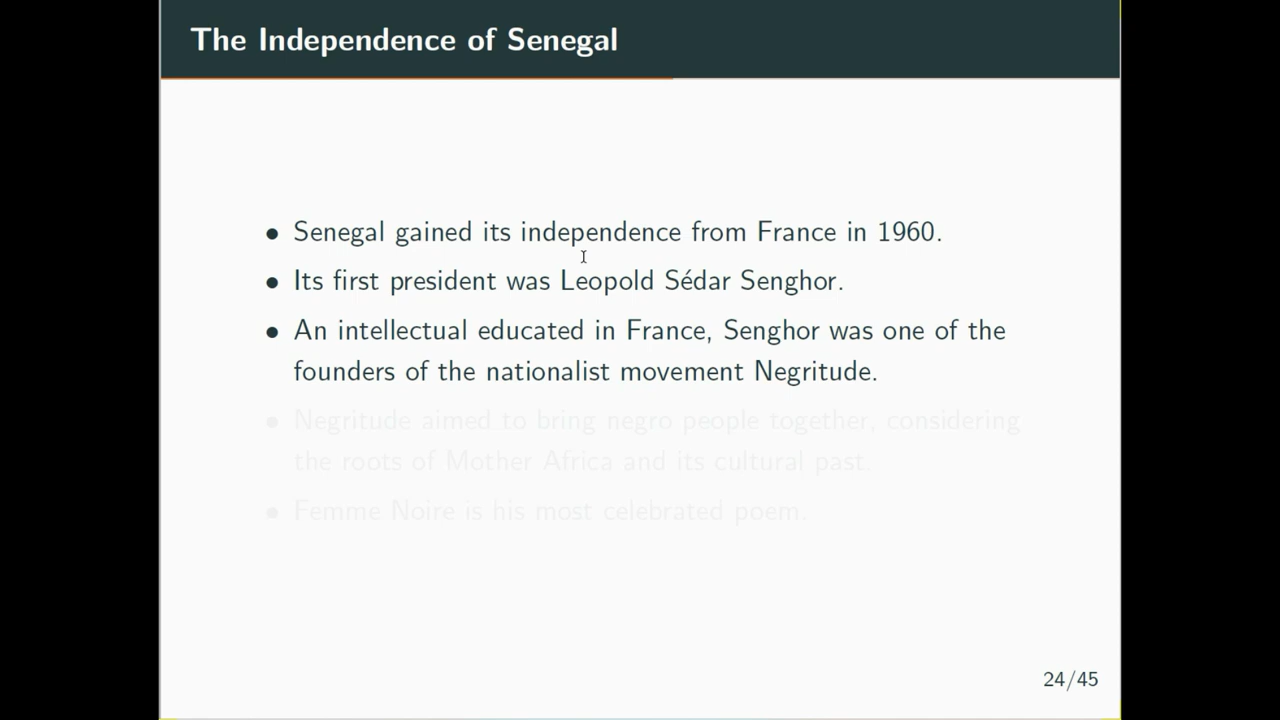 The Independence of Senegal
• Senegal gained its independence from France in 1960.
• Its first president was Leopold Sédar Senghor.
• An intellectual educated in France, Senghor was one of the
founders of the nationalist movement Negritude.
• Negritude aimed to bring negro people together, considering
the roots of Mother Africa and its cultural past.
• Femme Noire is his most celebrated poem.
24/45